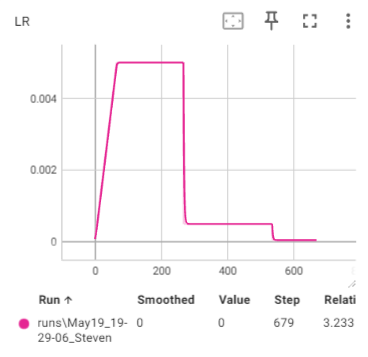 LR
0.004
0.002
0
0 200 400 600
Run ↑ Smoothed Value Step Relati
runs\May19_19- 0 0 679 3.233
29-06_Steven